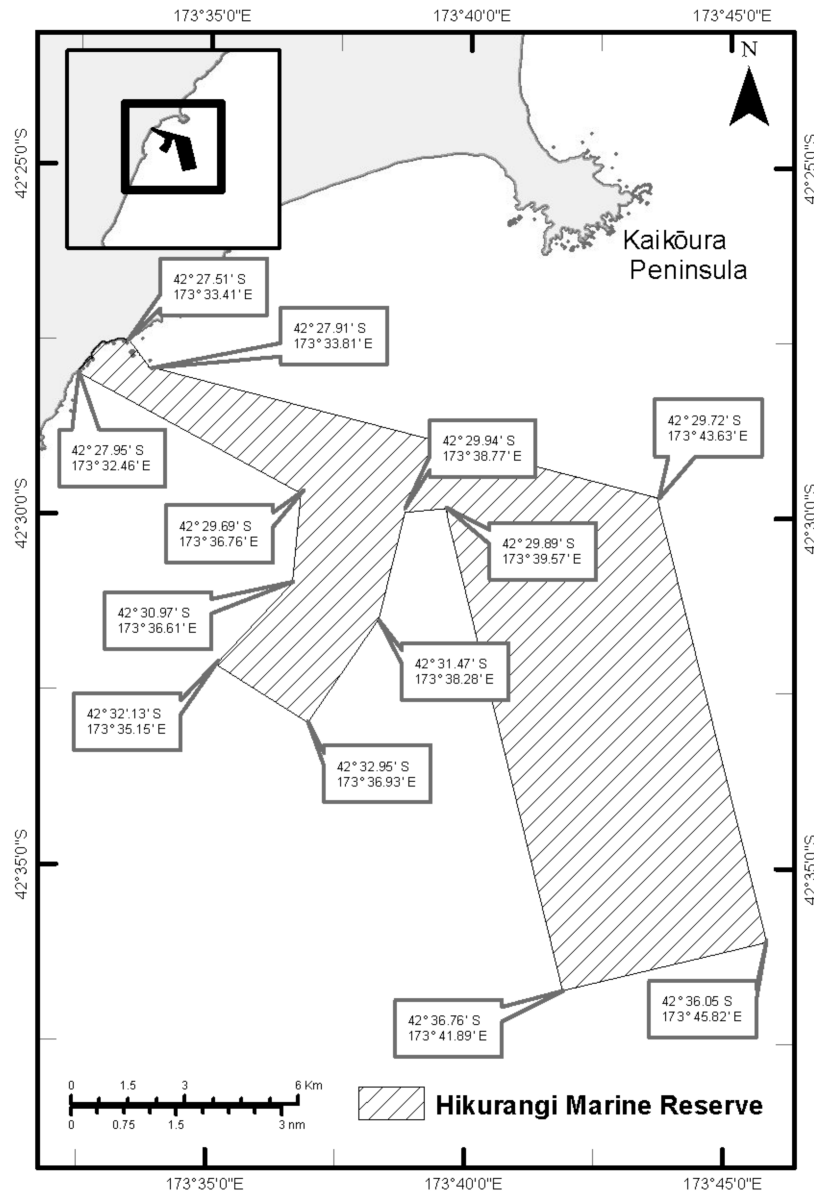 173°35'0"E
173°40'0"E
173°45'0"E
N
42°25'0"S
42°25'0"S
Kaikōura
Peninsula
42° 27.51' S
173° 33.41' E
42° 27.91' S
173° 33.81' E
42° 29.72' S
173° 43.63' E
42° 29.94' S
173° 38.77' E
42° 27.95' S
173° 32.46' E
42°30'0"S
42°30'0"S
42° 29.69' S
173° 36.76' E
42° 29.89' S
173° 39.57' E
42° 30.97' S
173° 36.61' E
42° 31.47' S
173° 38.28' E
42° 32'.13' S
173° 35.15' E
42° 32.95' S
173° 36.93' E
42°35'0"S
42°35'0"S
42° 36.05 S
173° 45.82' E
42° 36.76' S
173° 41.89' E
0 1.5 3 6 Km
0 0.75 1.5 3 nm
Hikurangi Marine Reserve
173°35'0"E
173°40'0"E
173°45'0"E